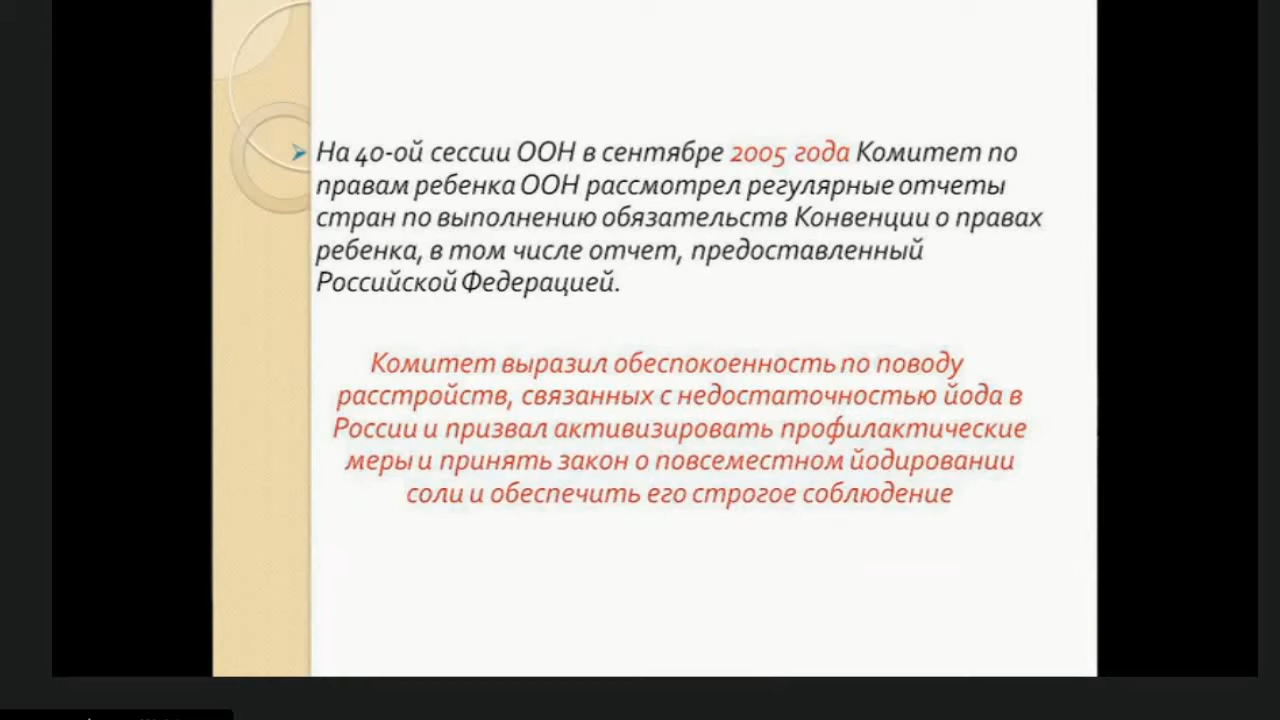 На 40-ой сессии ООН в сентябре 2005 года Комитет по
правам ребенка ООН рассмотрел регулярные отчеты
стран по выполнению обязательств Конвенции о правах
ребенка, в том числе отчет, предоставленный
Российской Федерацией.
Комитет выразил обеспокоенность по поводу
расстройств, связанных с недостаточностью йода в
России и призвал активизировать профилактические
меры и принять закон о повсеместном йодировании
соли и обеспечить его строгое соблюдение